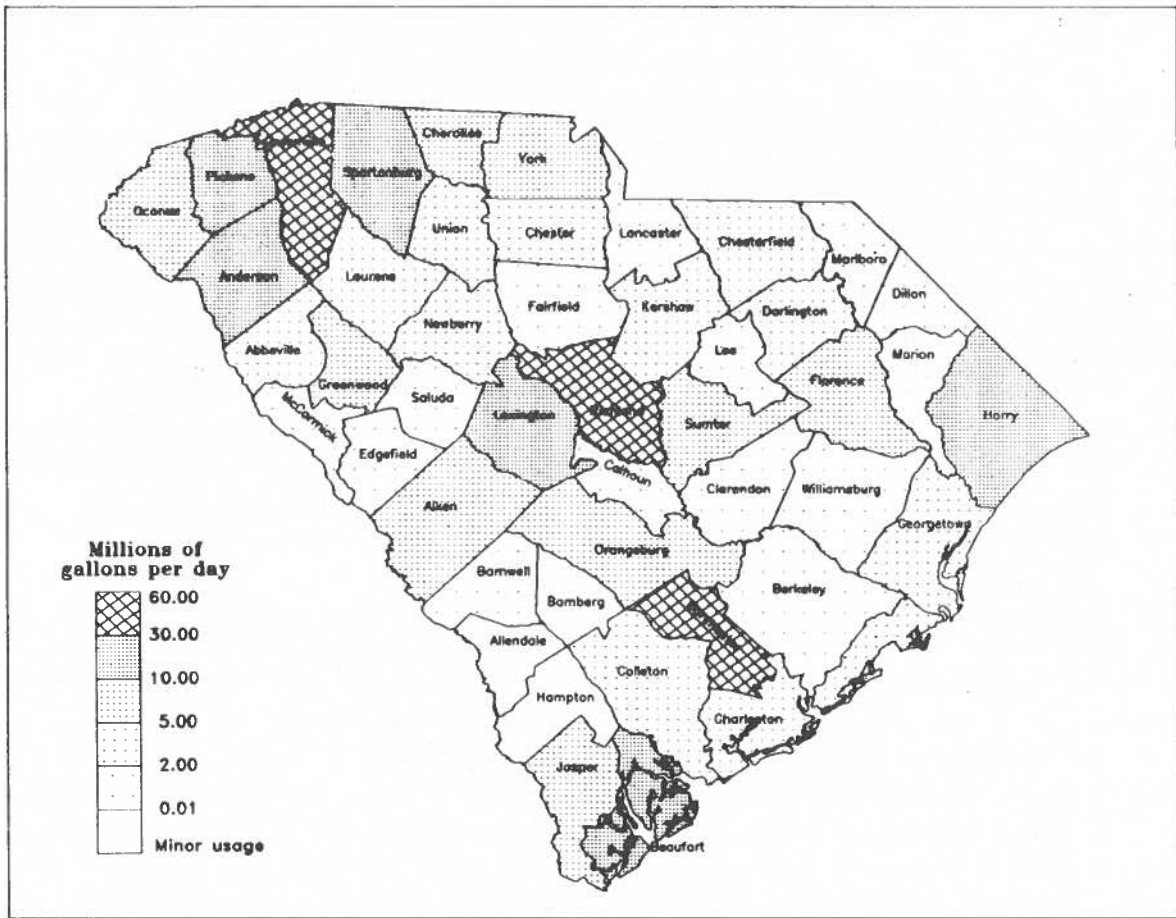 Cherokee
York
Spartanburg
Pickens
Oconee
Union
Chester
Lancaster
Chesterfield
Marlboro
Anderson
Laurens
Dillon
Fairfield
Kershaw
Darlington
Newberry
Abbeville
Lee
Marion
Greenwood
Florence
Saluda
McCormick
Lexington
Sumter
Horry
Edgefield
Calhoun
Clarendon
Williamsburg
Aiken
Georgetown
Orangeburg
Barnwell
Berkeley
Bamberg
Allendale
Colleton
Hampton
Charleston
Jasper
Beaufort
Millions of
gallons per day
60.00
30.00
10.00
5.00
2.00
0.01
Minor usage